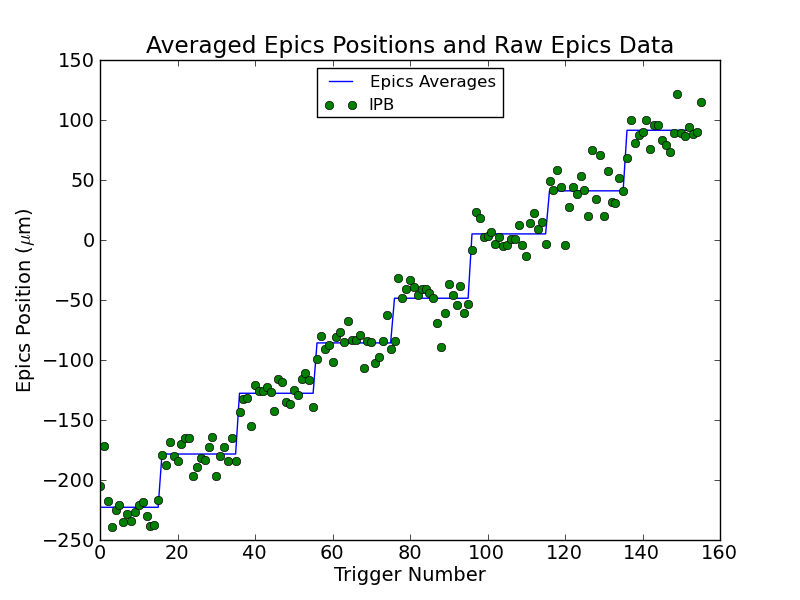 Averaged Epics Positions and Raw Epics Data
Epics Averages
IPB
Epics Position (μm)
150
100
50
0
−50
−100
−150
−200
−250
0 20 40 60 80 100 120 140 160
Trigger Number